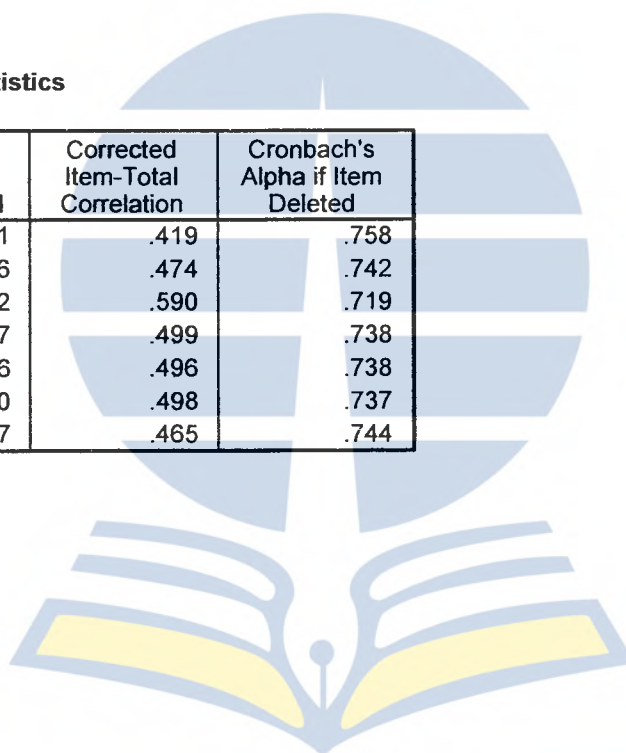 tistics
Corrected Cronbach's
Item-Total Alpha if Item
Correlation Deleted
1 .419 .758
6 .474 .742
2 .590 .719
7 .499 .738
6 .496 .738
0 .498 .737
7 .465 .744